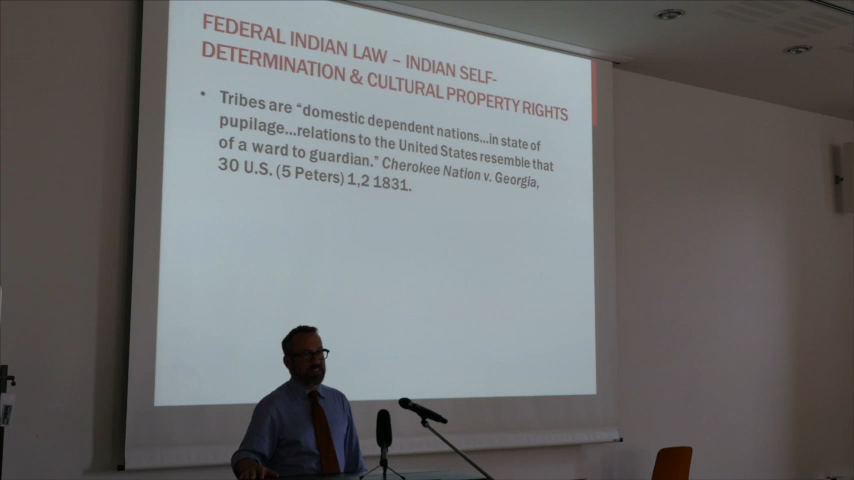 FEDERAL INDIAN LAW – INDIAN SELF-
DETERMINATION & CULTURAL PROPERTY RIGHTS
• Tribes are “domestic dependent nations...in state of
pupilage...relations to the United States resemble that
of a ward to guardian.” Cherokee Nation v. Georgia,
30 U.S. (5 Peters) 1,2 1831.